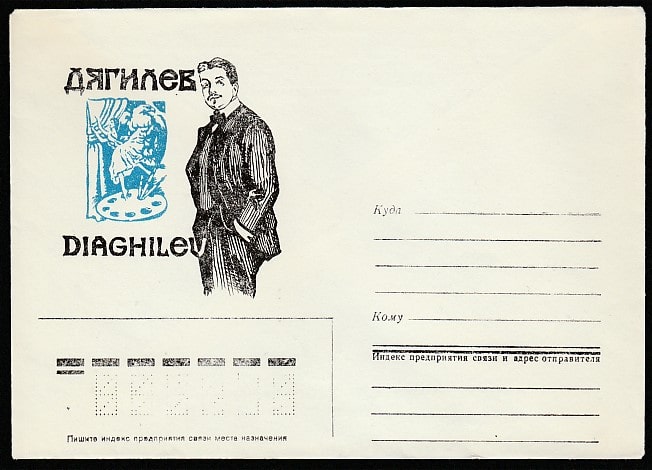 ДЯГИЛЕВ
DIAGHILEV
Куда
Кому
Индекс предприятия связи и адрес отправителя
Пишите индекс предприятия связи места назначения